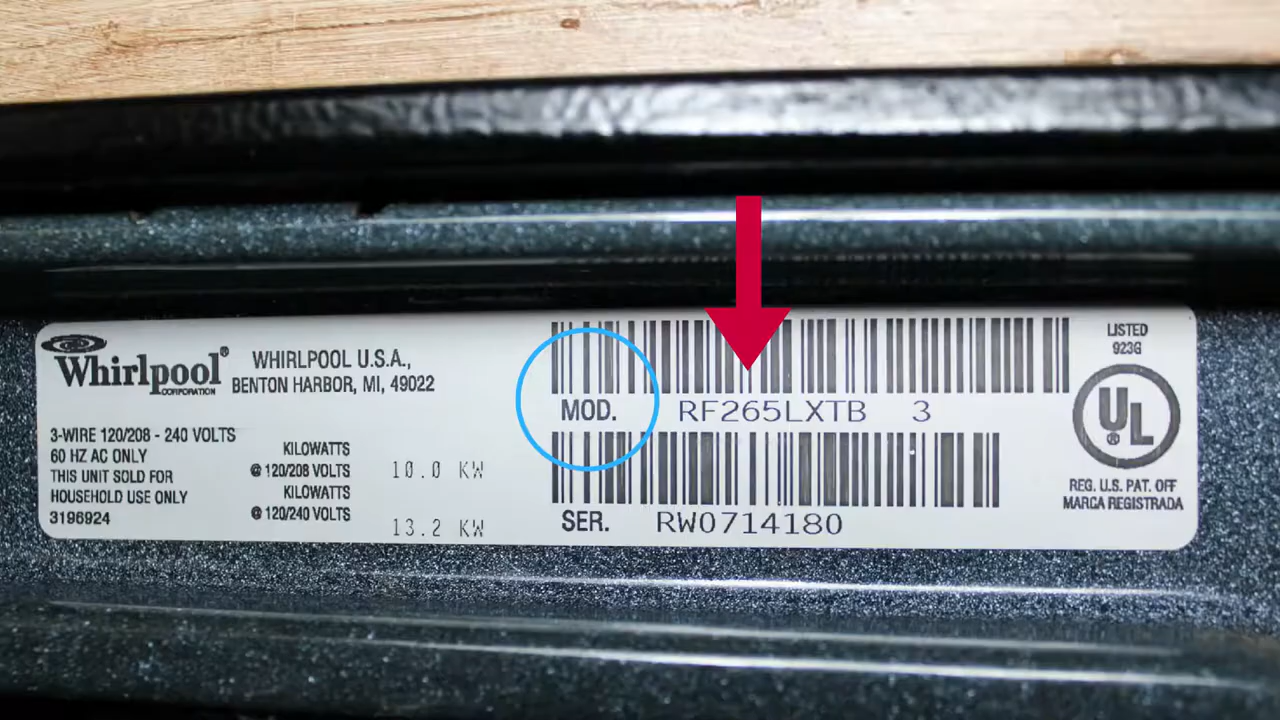 Whirlpool®
CORPORATION
WHIRLPOOL U.S.A.,
BENTON HARBOR, MI, 49022
3-WIRE 120/208 - 240 VOLTS
60 HZ AC ONLY
THIS UNIT SOLD FOR
HOUSEHOLD USE ONLY
3196924
KILOWATTS
@ 120/208 VOLTS 10.0 KW
KILOWATTS
@ 120/240 VOLTS 13.2 KW
MOD. RF265LXTB 3
SER. RW0714180
LISTED
923G
UL®
REG. U.S. PAT. OFF
MARCA REGISTRADA